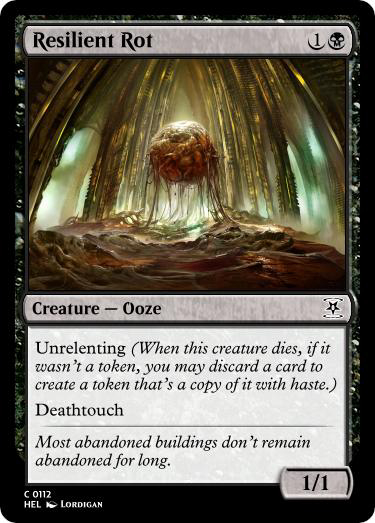 Resilient Rot 1
Creature — Ooze
Unrelenting (When this creature dies, if it
wasn't a token, you may discard a card to
create a token that's a copy of it with haste.)
Deathtouch
Most abandoned buildings don't remain
abandoned for long.
1/1
C 0112
HEL Lordigan